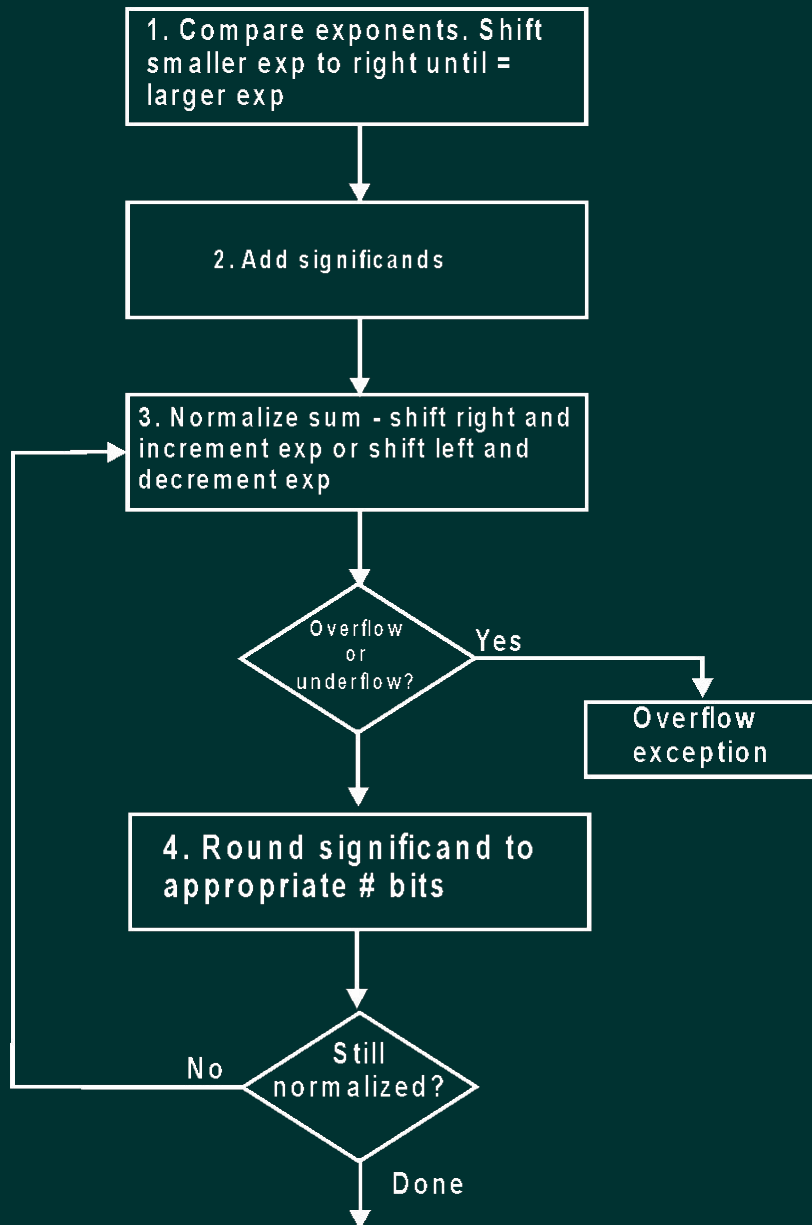 1. Compare exponents. Shift
smaller exp to right until =
larger exp
2. Add significands
3. Normalize sum - shift right and
increment exp or shift left and
decrement exp
Overflow
or
underflow?
Yes
Overflow
exception
4. Round significand to
appropriate # bits
Still
normalized?
No
Done